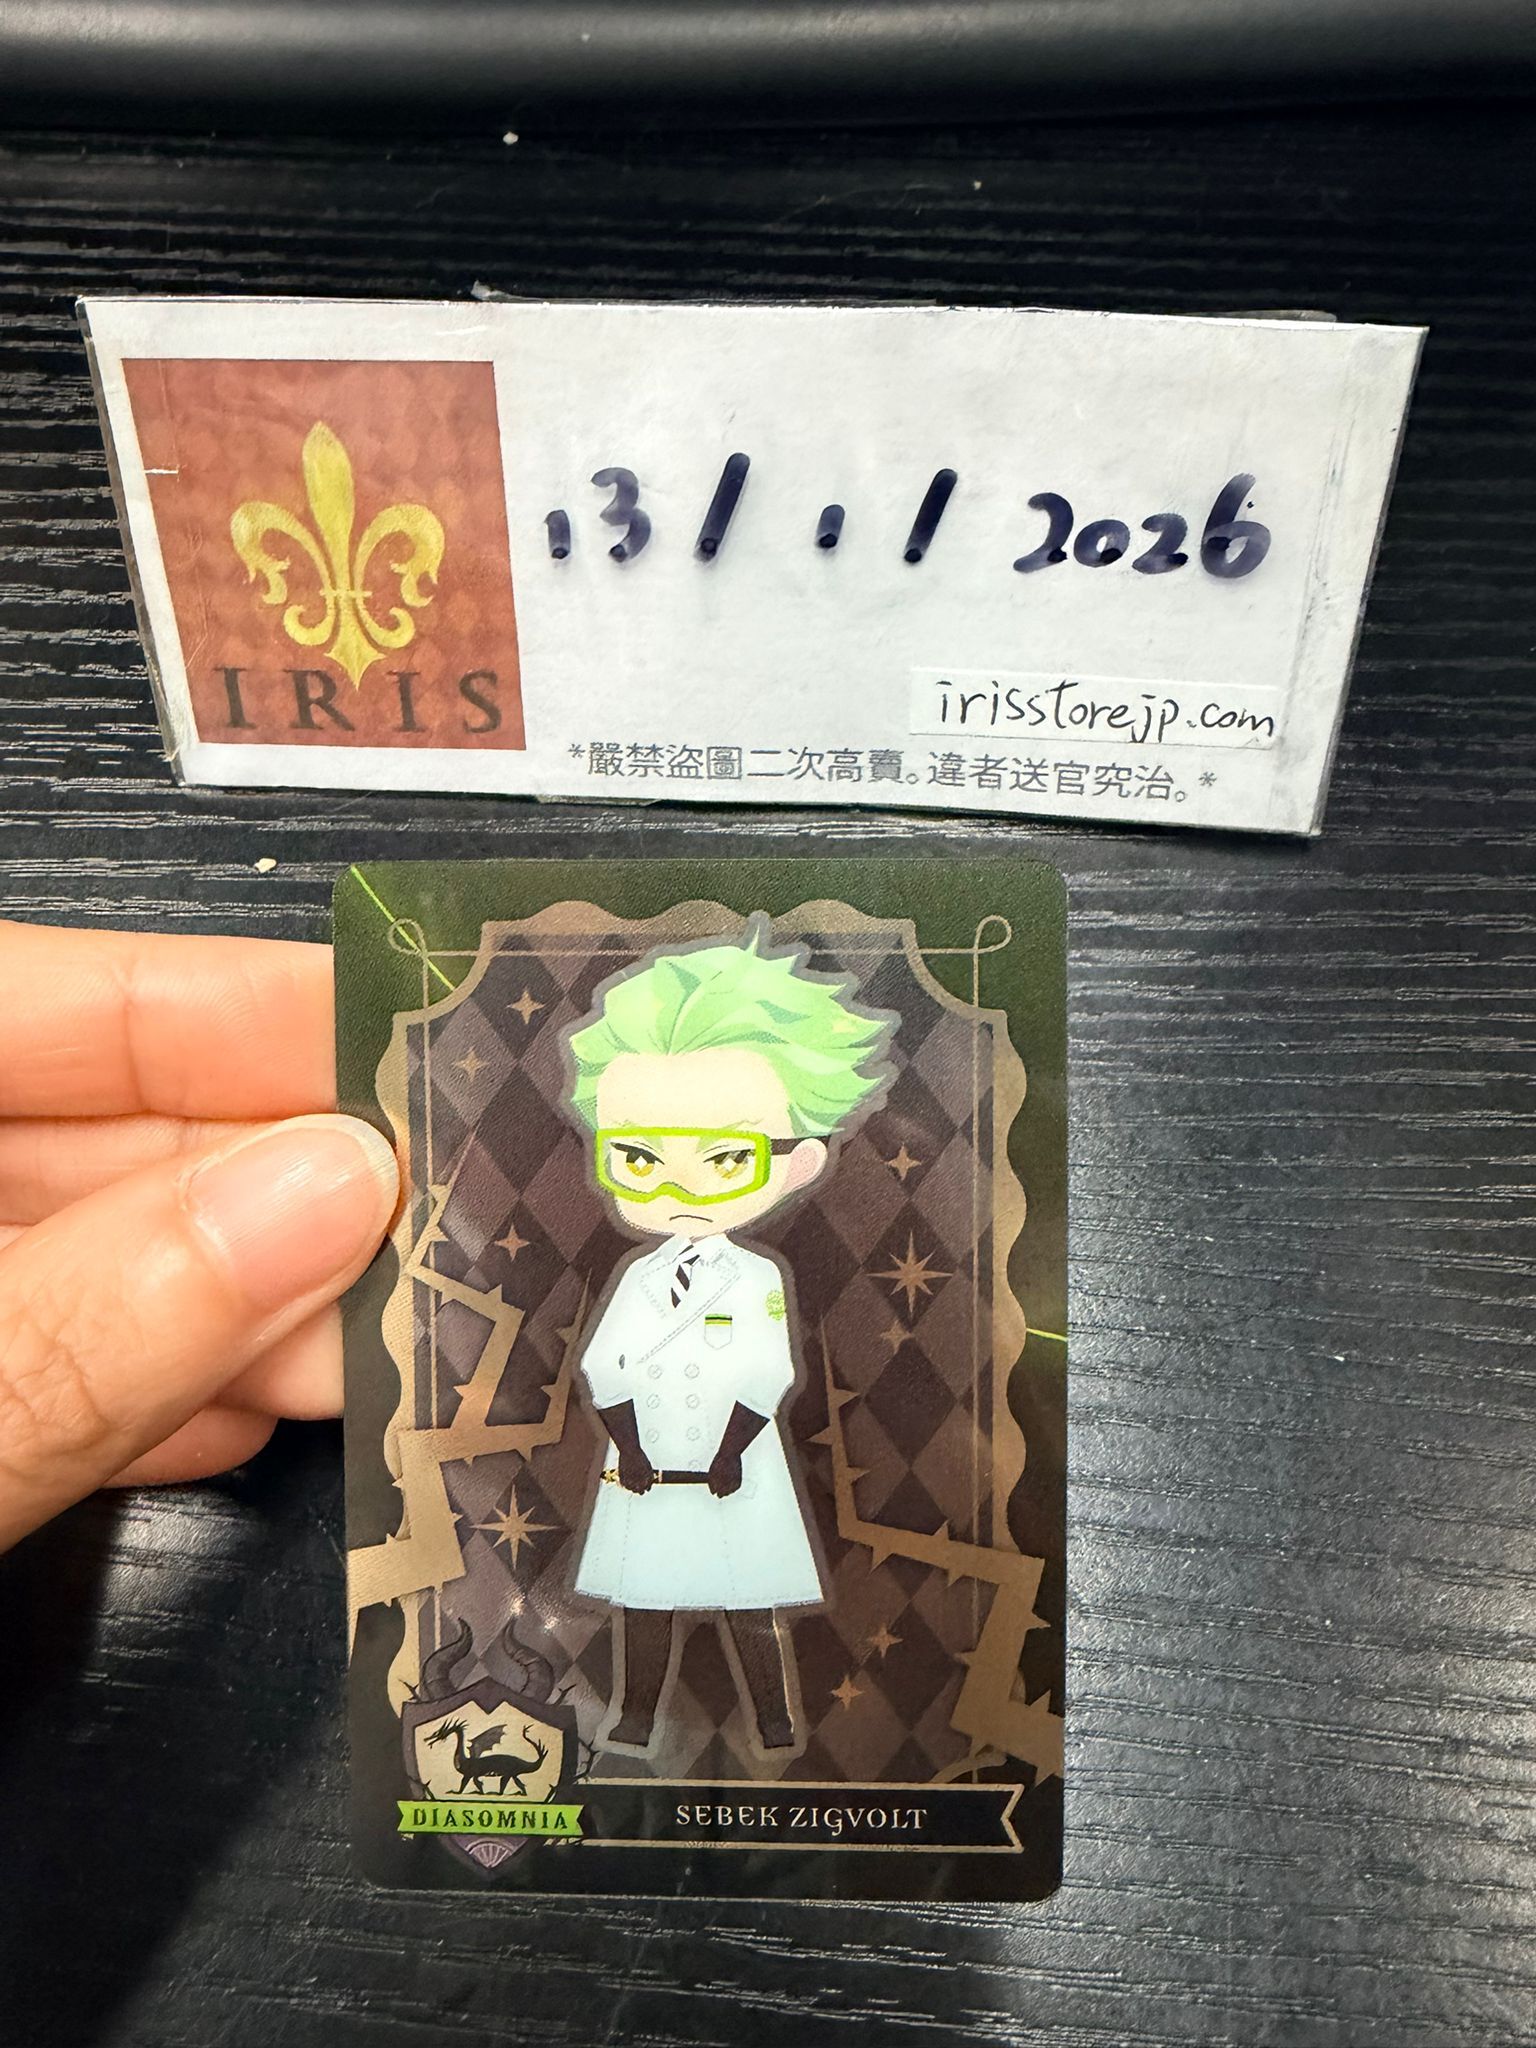 13/1/2026
IRIS
irisstorejp.com
*嚴禁盜圖二次高賣。違者送官究治。*
DIASOMNIA
SEBEK ZIGVOLT